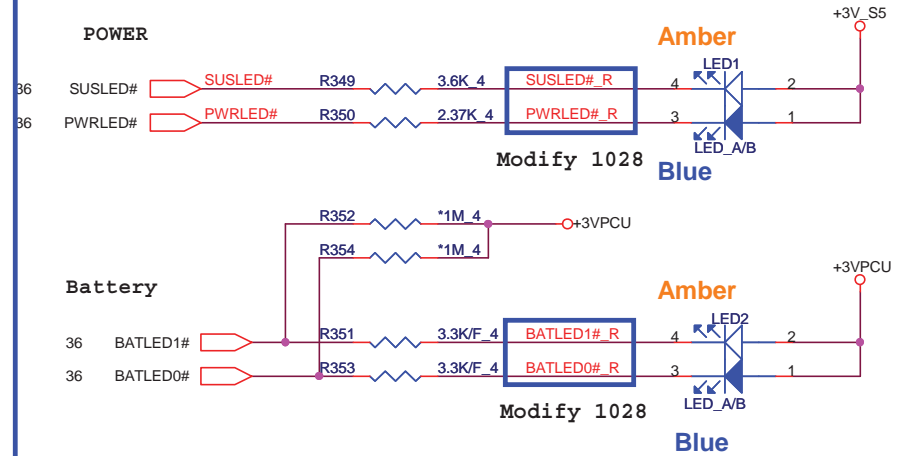 +3V_S5
POWER
Amber
LED1
36 SUSLED# SUSLED# R349 3.6K_4 SUSLED#_R 4 2
36 PWRLED# PWRLED# R350 2.37K_4 PWRLED#_R 3 1
LED_A/B
Modify 1028
Blue
R352 *1M_4 +3VPCU
R354 *1M_4
+3VPCU
Battery
Amber
LED2
36 BATLED1# R351 3.3K/F_4 BATLED1#_R 4 2
36 BATLED0# R353 3.3K/F_4 BATLED0#_R 3 1
LED_A/B
Modify 1028
Blue